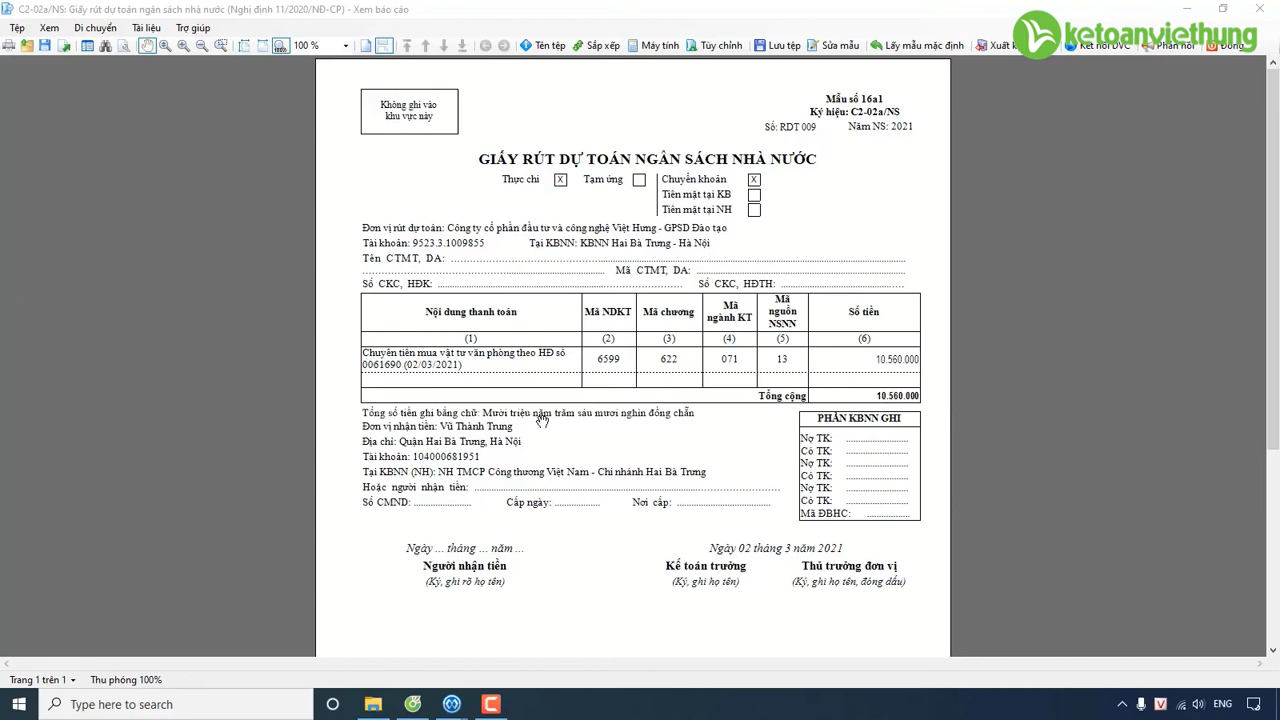 C2-02a/NS: Giấy rút dự toán ngân sách nhà nước (Nghị định 11/2020/NĐ-CP) - Xem báo cáo
Tệp Xem Di chuyển Tài liệu Trợ giúp
100 % Tên tệp Sắp xếp Máy tính Tùy chỉnh Lưu tệp Sửa mẫu Lấy mẫu mặc định Xuất Kết nối DVC Phản hồi Đóng
ketoanviethung
Không ghi vào
khu vực này
Mẫu số 16a1
Ký hiệu: C2-02a/NS
Số: RDT 009 Năm NS: 2021
GIẤY RÚT DỰ TOÁN NGÂN SÁCH NHÀ NƯỚC
Thực chi X Tạm ứng Chuyển khoản X
Tiền mặt tại KB
Tiền mặt tại NH
Đơn vị rút dự toán: Công ty cổ phần đầu tư và công nghệ Việt Hưng - GPSD Đào tạo
Tài khoản: 9523.3.1009855 Tại KBNN: KBNN Hai Bà Trưng - Hà Nội
Tên CTMT, DA:
Mã CTMT, DA:
Số CKC, HĐK: Số CKC, HĐTH:
Nội dung thanh toán Mã NDKT Mã chương Mã ngành KT Mã nguồn NSNN Số tiền
(1) (2) (3) (4) (5) (6)
Chuyển tiền mua vật tư văn phòng theo HĐ số
0061690 (02/03/2021) 6599 622 071 13 10.560.000
Tổng cộng 10.560.000
Tổng số tiền ghi bằng chữ: Mười triệu năm trăm sáu mươi nghìn đồng chẵn
Đơn vị nhận tiền: Vũ Thành Trung
Địa chỉ: Quận Hai Bà Trưng, Hà Nội
Tài khoản: 104000681951
Tại KBNN (NH): NH TMCP Công thương Việt Nam - Chi nhánh Hai Bà Trưng
Hoặc người nhận tiền:
Số CMND: Cấp ngày: Nơi cấp:
PHẦN KBNN GHI
Nợ TK:
Có TK:
Nợ TK:
Có TK:
Nợ TK:
Có TK:
Mã ĐBHC:
Ngày ... tháng ... năm ...
Người nhận tiền
(Ký, ghi rõ họ tên)
Ngày 02 tháng 3 năm 2021
Kế toán trưởng Thủ trưởng đơn vị
(Ký, ghi họ tên) (Ký, ghi họ tên, đóng dấu)
Trang 1 trên 1 Thu phóng 100%
Type here to search
V ENG